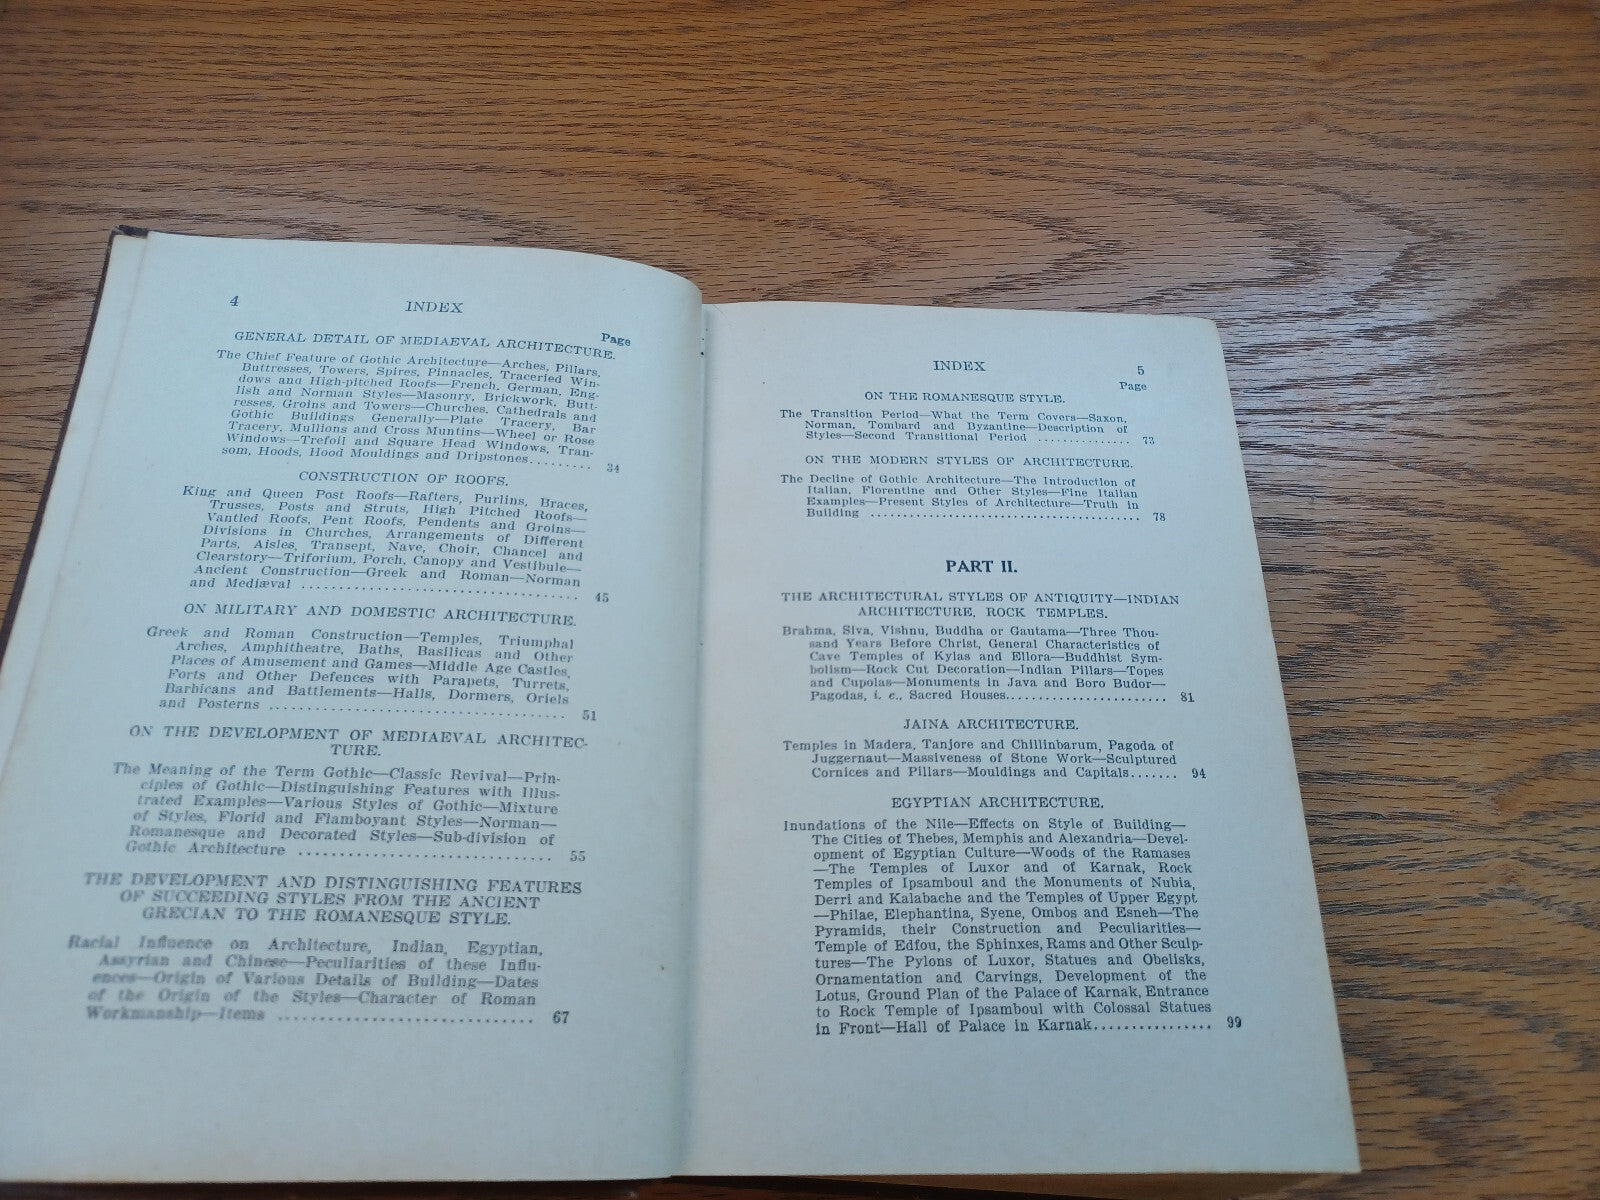 4
INDEX
Page
GENERAL DETAIL OF MEDIAEVAL ARCHITECTURE.
The Chief Feature of Gothic Architecture—Arches, Pillars,
Buttresses, Towers, Spires, Pinnacles, Traceried Win-
dows and High-pitched Roofs—French, German, Eng-
lish and Norman Styles—Masonry, Brickwork, Butt-
resses, Groins and Towers—Churches, Cathedrals and
Gothic Buildings Generally—Plate Tracery, Bar
Tracery, Mullions and Cross Muntins—Wheel or Rose
Windows—Trefoil and Square Head Windows, Tran-
som, Hoods, Hood Mouldings and Dripstones......... 34
CONSTRUCTION OF ROOFS.
King and Queen Post Roofs—Rafters, Purlins, Braces,
Trusses, Posts and Struts, High Pitched Roofs—
Vantled Roofs, Pent Roofs, Pendents and Groins—
Divisions in Churches, Arrangements of Different
Parts, Aisles, Transept, Nave, Choir, Chancel and
Clearstory—Triforium, Porch, Canopy and Vestibule—
Ancient Construction—Greek and Roman—Norman
and Mediæval .................................. 45
ON MILITARY AND DOMESTIC ARCHITECTURE.
Greek and Roman Construction—Temples, Triumphal
Arches, Amphitheatre, Baths, Basilicas and Other
Places of Amusement and Games—Middle Age Castles,
Forts and Other Defences with Parapets, Turrets,
Barbicans and Battlements—Halls, Dormers, Oriels
and Posterns .................................... 51
ON THE DEVELOPMENT OF MEDIAEVAL ARCHITEC-
TURE.
The Meaning of the Term Gothic—Classic Revival—Prin-
ciples of Gothic—Distinguishing Features with Illus-
trated Examples—Various Styles of Gothic—Mixture
of Styles, Florid and Flamboyant Styles—Norman—
Romanesque and Decorated Styles—Sub-division of
Gothic Architecture ............................... 55
THE DEVELOPMENT AND DISTINGUISHING FEATURES
OF SUCCEEDING STYLES FROM THE ANCIENT
GRECIAN TO THE ROMANESQUE STYLE.
Racial Influence on Architecture, Indian, Egyptian,
Assyrian and Chinese—Peculiarities of these Influ-
ences—Origin of Various Details of Building—Dates
of the Origin of the Styles—Character of Roman
Workmanship—Items ............................... 67
INDEX
5
Page
ON THE ROMANESQUE STYLE.
The Transition Period—What the Term Covers—Saxon,
Norman, Tombard and Byzantine—Description of
Styles—Second Transitional Period ............... 73
ON THE MODERN STYLES OF ARCHITECTURE.
The Decline of Gothic Architecture—The Introduction of
Italian, Florentine and Other Styles—Fine Italian
Examples—Present Styles of Architecture—Truth in
Building ........................................ 78
PART II.
THE ARCHITECTURAL STYLES OF ANTIQUITY—INDIAN
ARCHITECTURE, ROCK TEMPLES.
Brahma, Siva, Vishnu, Buddha or Gautama—Three Thou-
sand Years Before Christ, General Characteristics of
Cave Temples of Kylas and Ellora—Buddhist Sym-
bolism—Rock Cut Decoration—Indian Pillars—Topes
and Cupolas—Monuments in Java and Boro Budor—
Pagodas, i. e., Sacred Houses....................... 81
JAINA ARCHITECTURE.
Temples in Madera, Tanjore and Chillinbarum, Pagoda of
Juggernaut—Massiveness of Stone Work—Sculptured
Cornices and Pillars—Mouldings and Capitals....... 94
EGYPTIAN ARCHITECTURE.
Inundations of the Nile—Effects on Style of Building—
The Cities of Thebes, Memphis and Alexandria—Devel-
opment of Egyptian Culture—Woods of the Ramases
—The Temples of Luxor and of Karnak, Rock
Temples of Ipsamboul and the Monuments of Nubia,
Derri and Kalabache and the Temples of Upper Egypt
—Philae, Elephantina, Syene, Ombos and Esneh—The
Pyramids, their Construction and Peculiarities—
Temple of Edfou, the Sphinxes, Rams and Other Sculp-
tures—The Pylons of Luxor, Statues and Obelisks,
Ornamentation and Carvings, Development of the
Lotus, Ground Plan of the Palace of Karnak, Entrance
to Rock Temple of Ipsamboul with Colossal Statues
in Front—Hall of Palace in Karnak................ 99